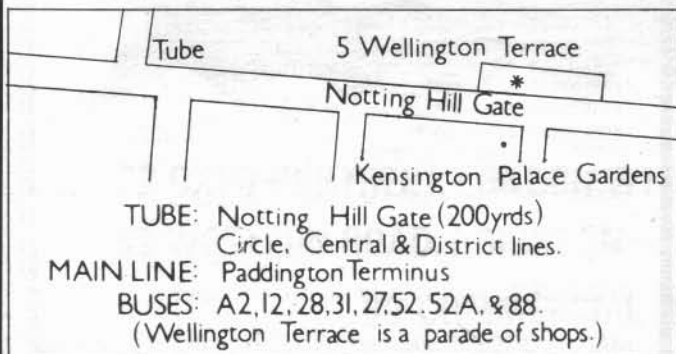 Tube
5 Wellington Terrace
*
Notting Hill Gate
Kensington Palace Gardens
TUBE: Notting Hill Gate (200yrds)
Circle, Central & District lines.
MAIN LINE: Paddington Terminus
BUSES: A2, 12, 28, 31, 27, 52, 52A, & 88.
(Wellington Terrace is a parade of shops.)